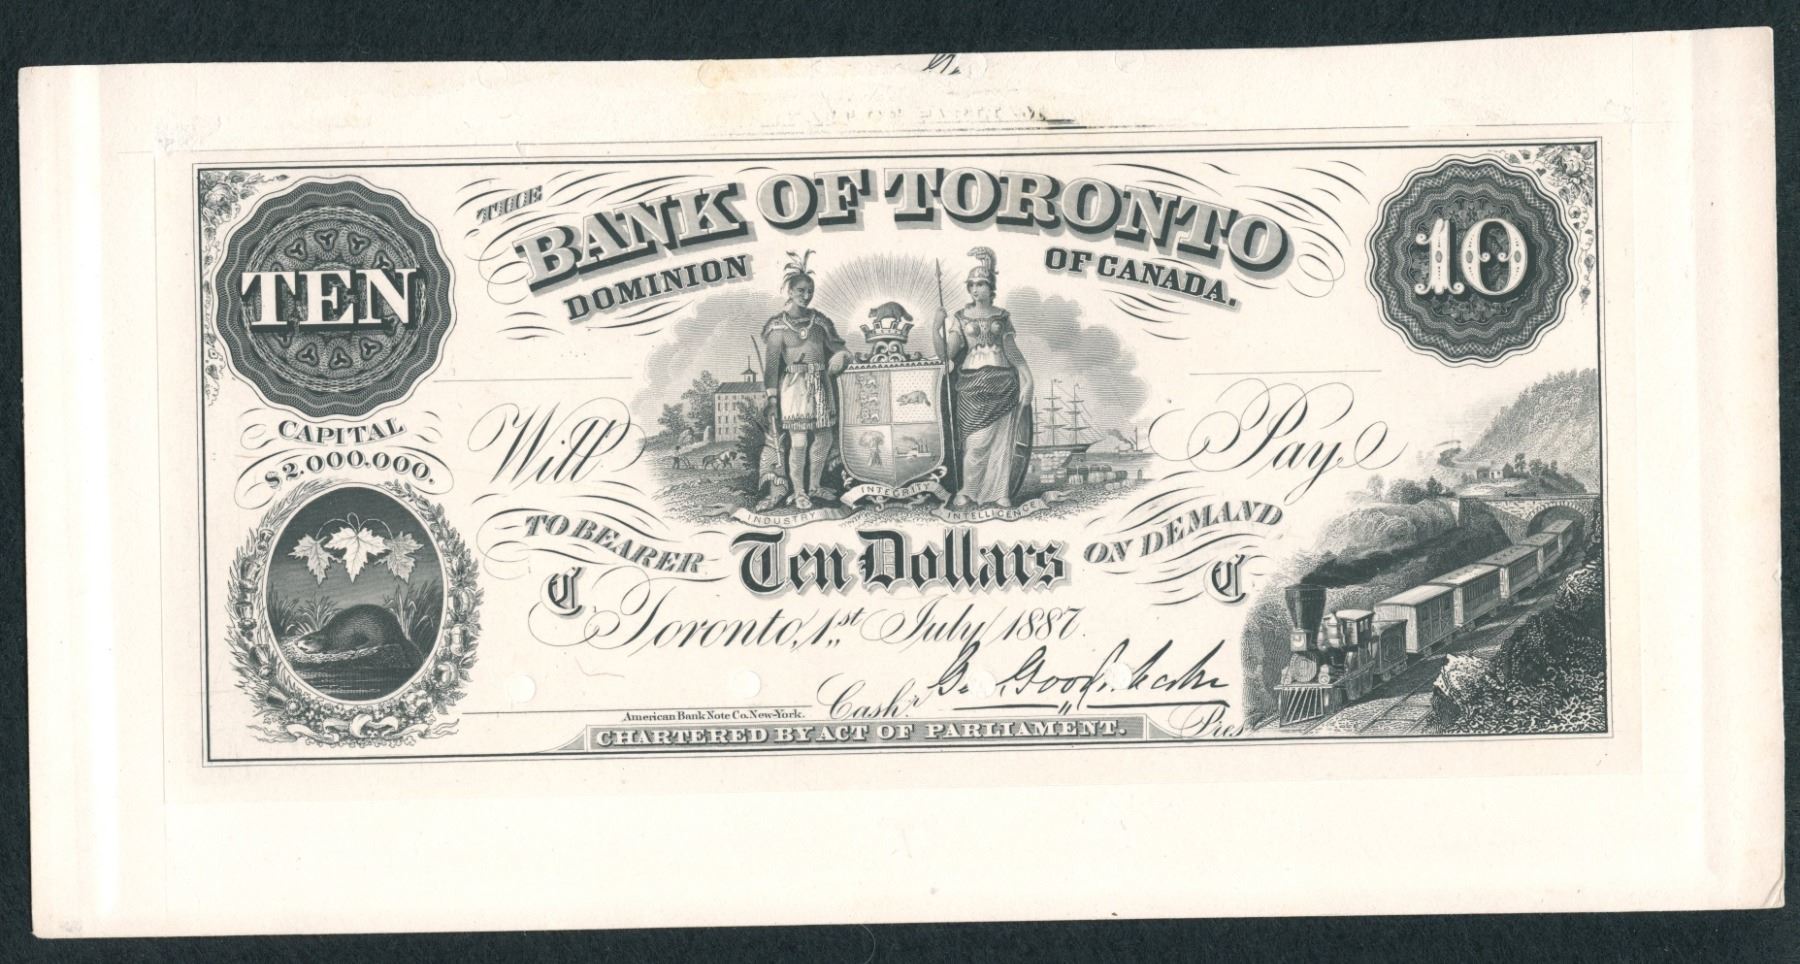 THE
BANK OF TORONTO
DOMINION OF CANADA.
TEN
10
CAPITAL
$2.000.000.
Will Pay
INDUSTRY INTEGRITY INTELLIGENCE
TO BEARER Ten Dollars ON DEMAND
C C
Toronto, 1st July 1887.
G. Gooderham
Cashr.
Pres
American Bank Note Co. New-York.
CHARTERED BY ACT OF PARLIAMENT.